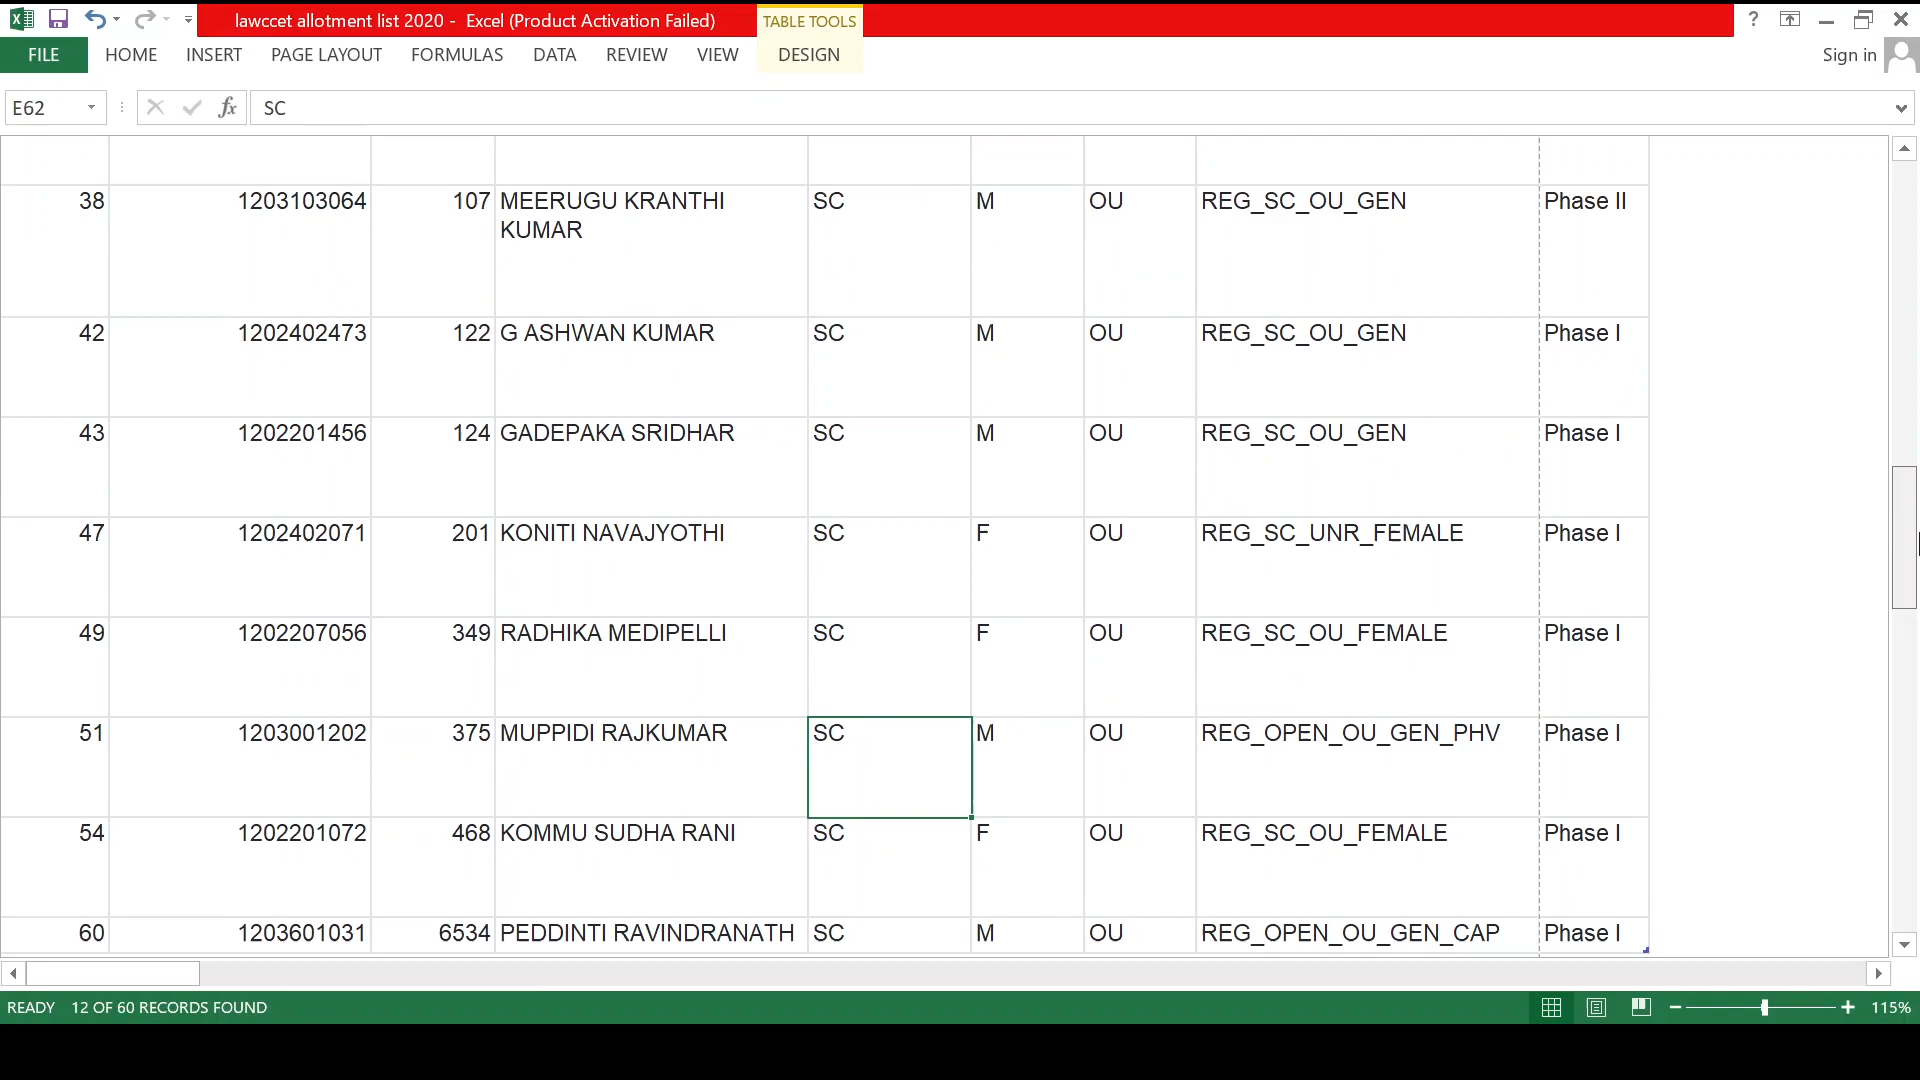 lawccet allotment list 2020 - Excel (Product Activation Failed)
TABLE TOOLS
?
FILE HOME INSERT PAGE LAYOUT FORMULAS DATA REVIEW VIEW DESIGN Sign in
E62 fx SC
38 1203103064 107 MEERUGU KRANTHI SC M OU REG_SC_OU_GEN Phase II
KUMAR
42 1202402473 122 G ASHWAN KUMAR SC M OU REG_SC_OU_GEN Phase I
43 1202201456 124 GADEPAKA SRIDHAR SC M OU REG_SC_OU_GEN Phase I
47 1202402071 201 KONITI NAVAJYOTHI SC F OU REG_SC_UNR_FEMALE Phase I
49 1202207056 349 RADHIKA MEDIPELLI SC F OU REG_SC_OU_FEMALE Phase I
51 1203001202 375 MUPPIDI RAJKUMAR SC M OU REG_OPEN_OU_GEN_PHV Phase I
54 1202201072 468 KOMMU SUDHA RANI SC F OU REG_SC_OU_FEMALE Phase I
60 1203601031 6534 PEDDINTI RAVINDRANATH SC M OU REG_OPEN_OU_GEN_CAP Phase I
READY 12 OF 60 RECORDS FOUND 115%